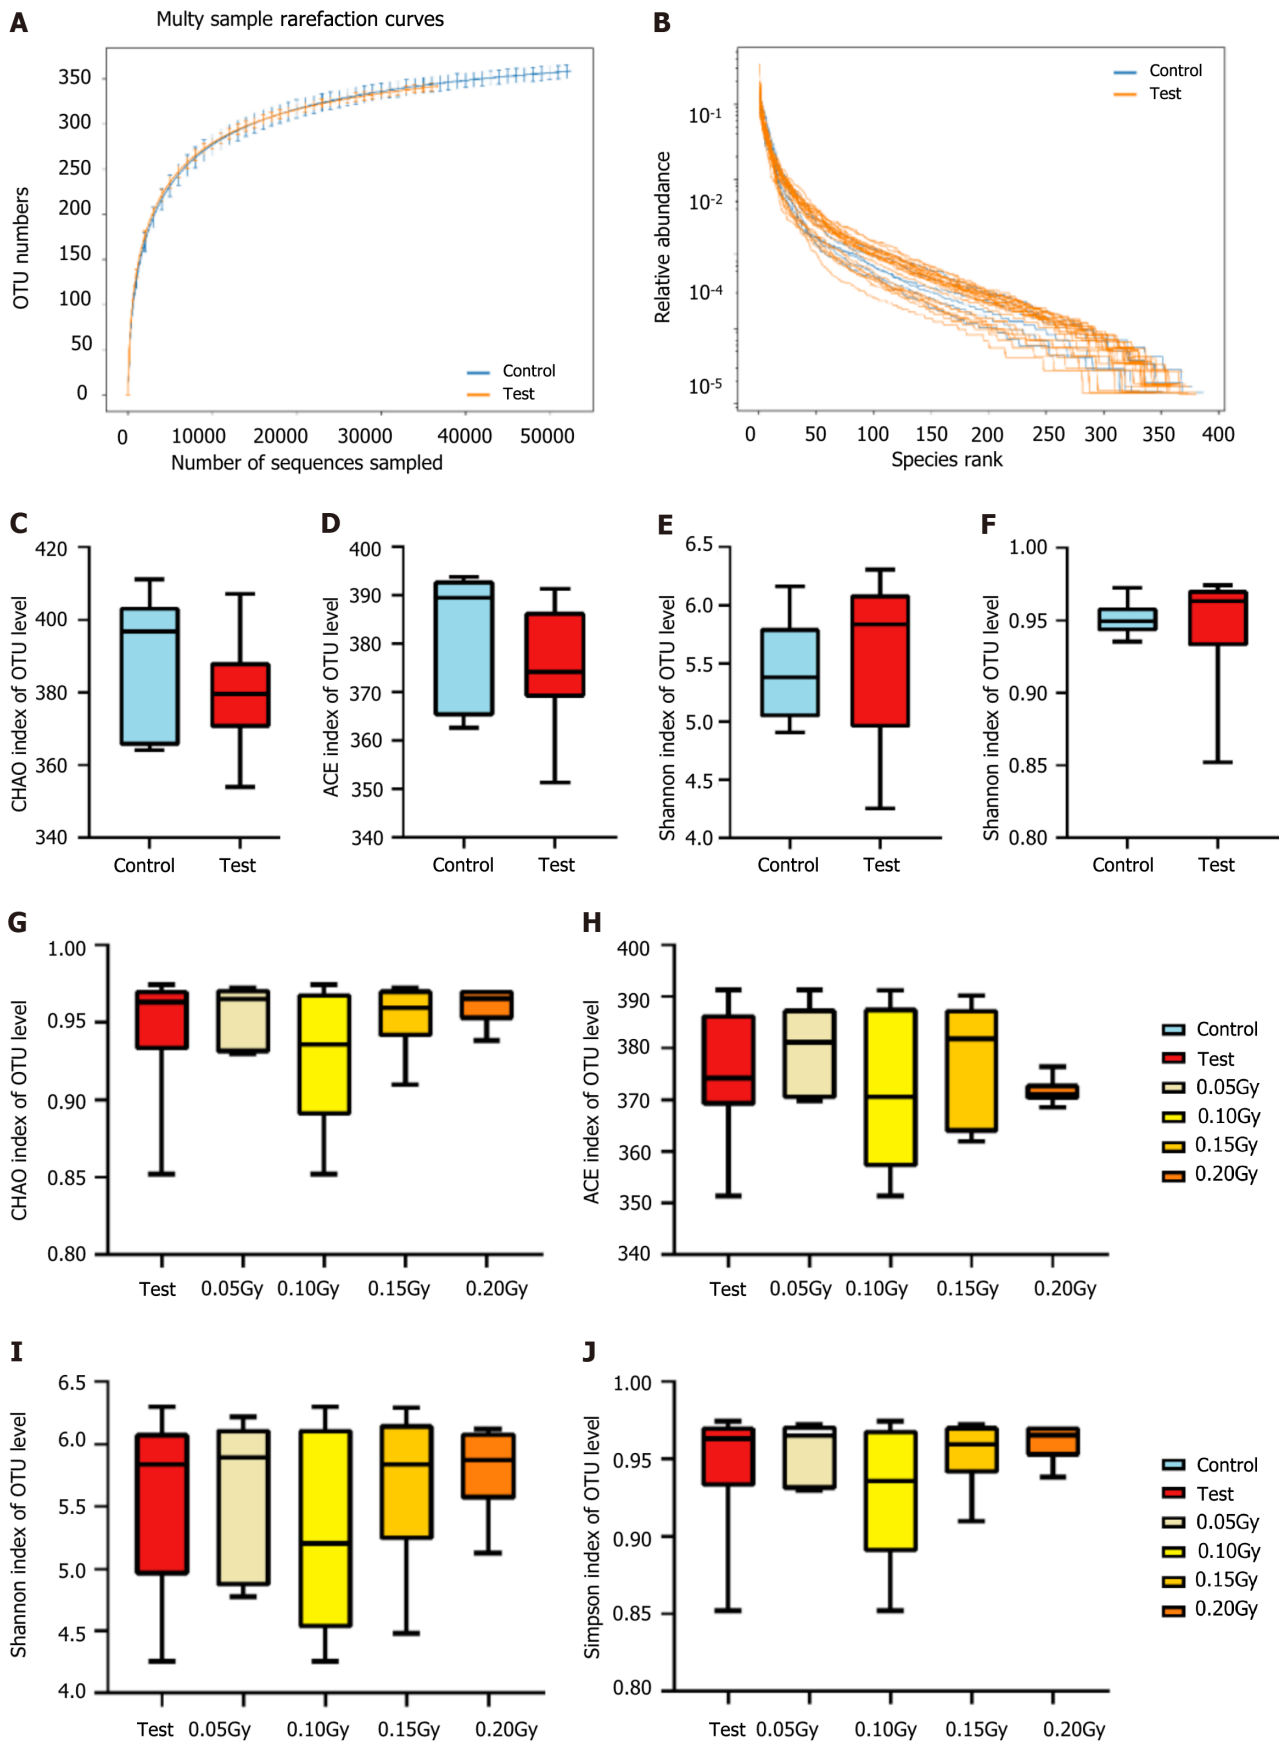 A
Multy sample rarefaction curves
OTU numbers
350
300
250
200
150
100
50
0
Control
Test
0 10000 20000 30000 40000 50000
Number of sequences sampled
B
Relative abundance
10-1
10-2
10-4
10-5
Control
Test
0 50 100 150 200 250 300 350 400
Species rank
C
CHAO index of OTU level
420
400
380
360
340
Control Test
D
ACE index of OTU level
400
390
380
370
360
350
340
Control Test
E
Shannon index of OTU level
6.5
6.0
5.5
5.0
4.5
4.0
Control Test
F
Shannon index of OTU level
1.00
0.95
0.90
0.85
0.80
Control Test
G
CHAO index of OTU level
1.00
0.95
0.90
0.85
0.80
Test 0.05Gy 0.10Gy 0.15Gy 0.20Gy
H
ACE index of OTU level
400
390
380
370
360
350
340
Test 0.05Gy 0.10Gy 0.15Gy 0.20Gy
Control
Test
0.05Gy
0.10Gy
0.15Gy
0.20Gy
I
Shannon index of OTU level
6.5
6.0
5.5
5.0
4.5
4.0
Test 0.05Gy 0.10Gy 0.15Gy 0.20Gy
J
Simpson index of OTU level
1.00
0.95
0.90
0.85
0.80
Test 0.05Gy 0.10Gy 0.15Gy 0.20Gy
Control
Test
0.05Gy
0.10Gy
0.15Gy
0.20Gy